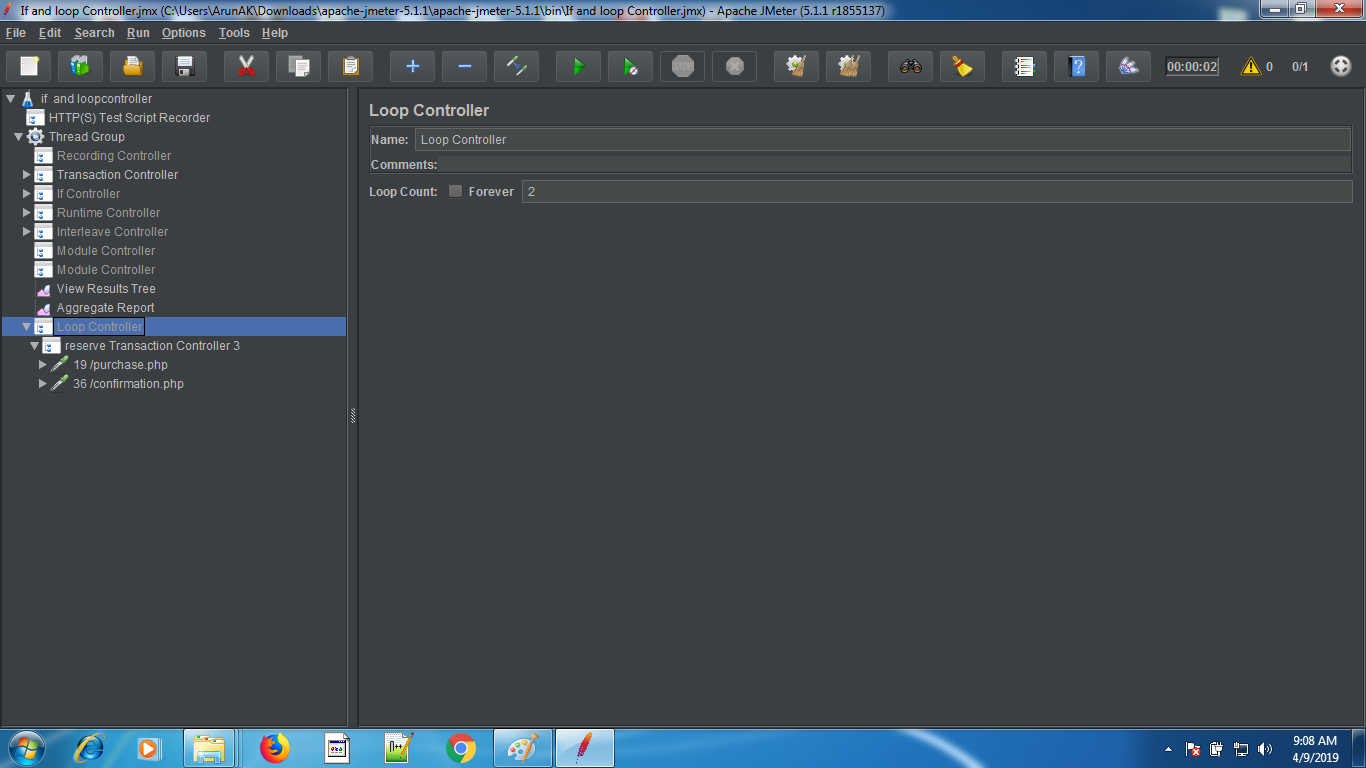 If and loop Controller.jmx (C:\Users\ArunAK\Downloads\apache-jmeter-5.1.1\apache-jmeter-5.1.1\bin\If and loop Controller.jmx) - Apache JMeter (5.1.1 r1855137)
File Edit Search Run Options Tools Help
STOP 00:00:02 0 0/1
if and loopcontroller
HTTP(S) Test Script Recorder
Thread Group
Recording Controller
Transaction Controller
If Controller
Runtime Controller
Interleave Controller
Module Controller
Module Controller
View Results Tree
Aggregate Report
Loop Controller
reserve Transaction Controller 3
19 /purchase.php
36 /confirmation.php
Loop Controller
Name: Loop Controller
Comments:
Loop Count: Forever 2
9:08 AM
4/9/2019